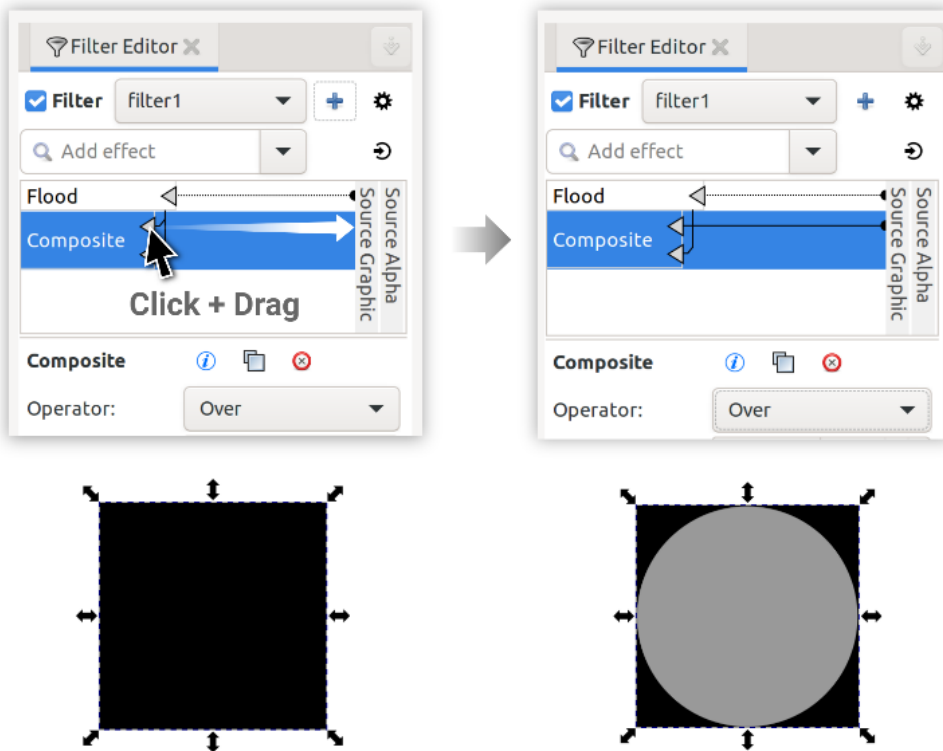 Filter Editor
Filter filter1
Add effect
Flood
Composite
Source Graphic
Source Alpha
Click + Drag
Composite
Operator: Over
Filter Editor
Filter filter1
Add effect
Flood
Composite
Source Graphic
Source Alpha
Composite
Operator: Over